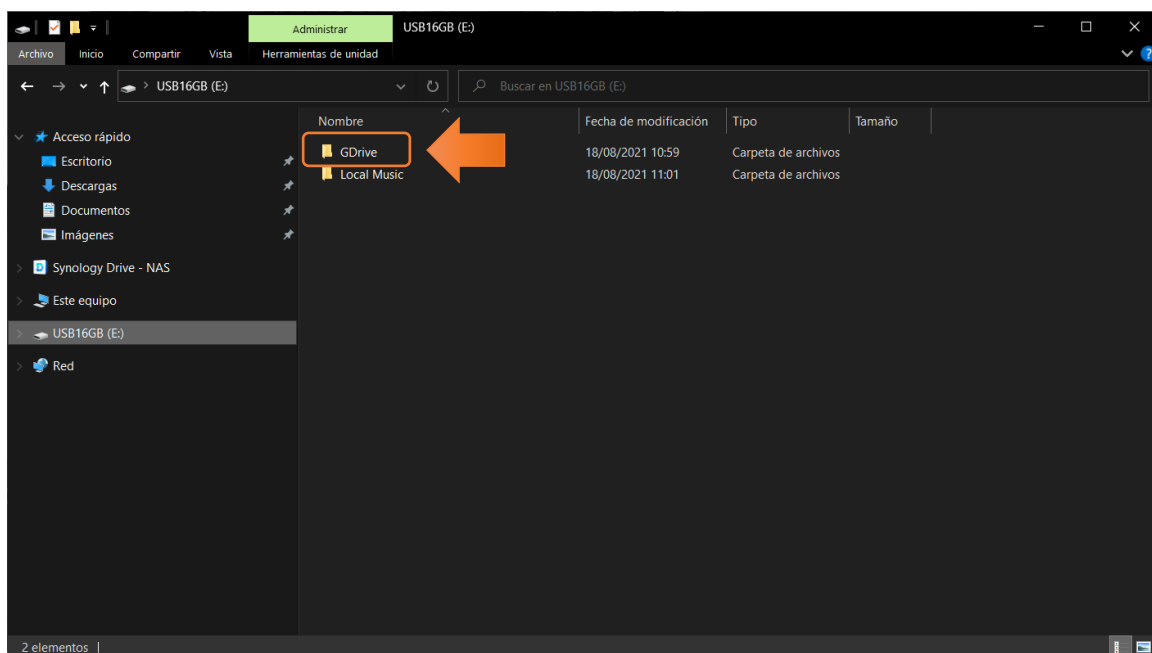 Administrar USB16GB (E:)
Archivo Inicio Compartir Vista Herramientas de unidad
USB16GB (E:) Buscar en USB16GB (E:)
Nombre Fecha de modificación Tipo Tamaño
Acceso rápido
GDrive 18/08/2021 10:59 Carpeta de archivos
Escritorio
Local Music 18/08/2021 11:01 Carpeta de archivos
Descargas
Documentos
Imágenes
Synology Drive - NAS
Este equipo
USB16GB (E:)
Red
2 elementos